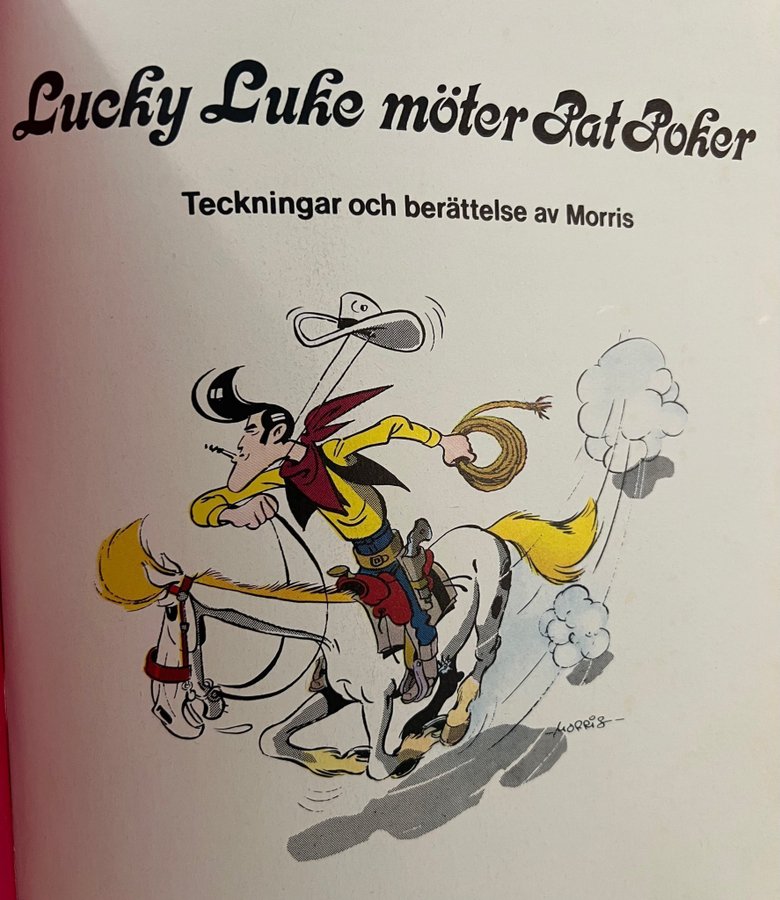 Lucky Luke möter Pat Poker
Teckningar och berättelse av Morris
-MORRIS-